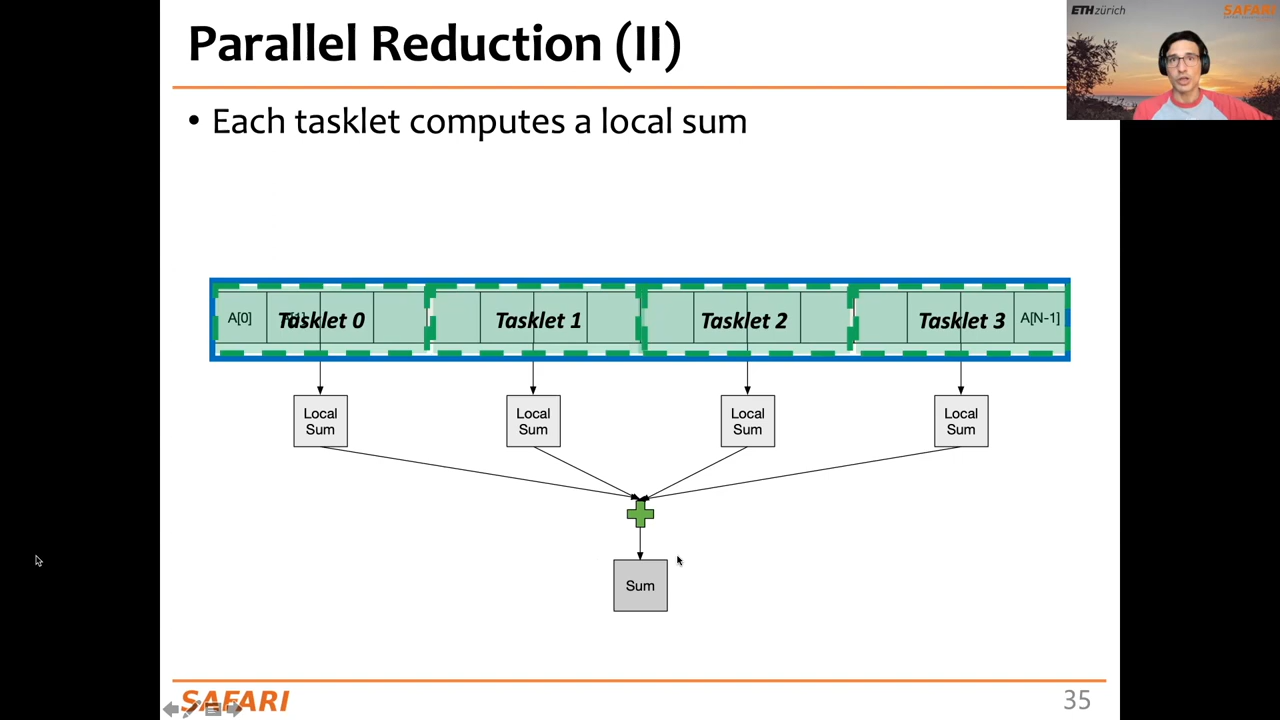 Parallel Reduction (II)
ETH zürich
SAFARI
• Each tasklet computes a local sum
A[0] Tasklet 0 Tasklet 1 Tasklet 2 Tasklet 3 A[N-1]
Local Sum
Local Sum
Local Sum
Local Sum
Sum
SAFARI
35